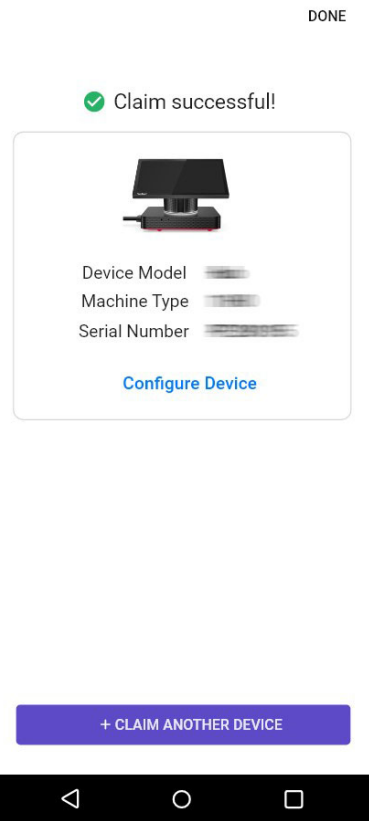 DONE
Claim successful!
Device Model
Machine Type
Serial Number
Configure Device
+ CLAIM ANOTHER DEVICE